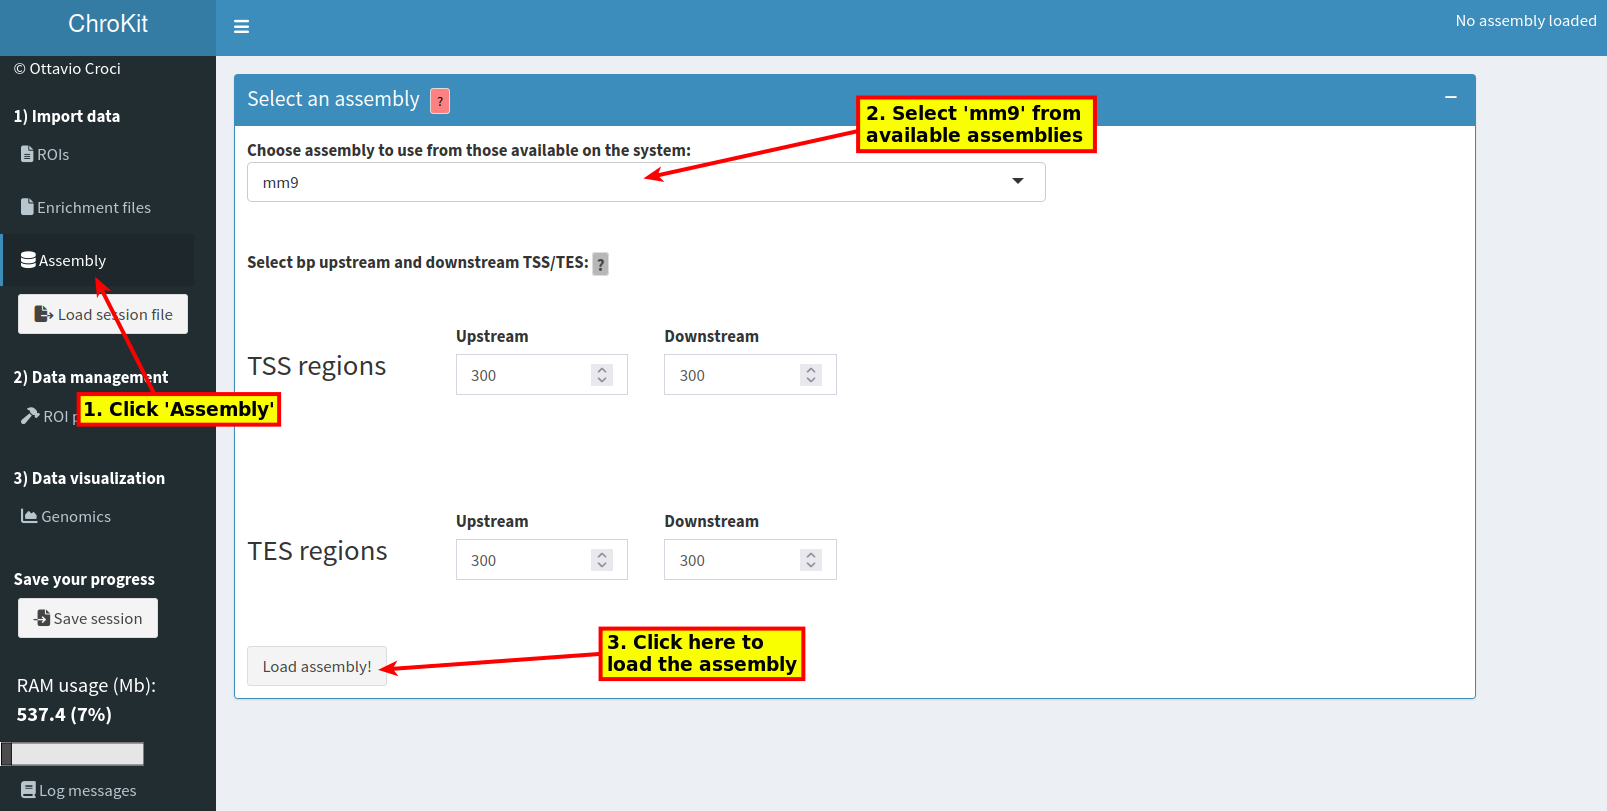 ChroKit
No assembly loaded
© Ottavio Croci
1) Import data
ROIs
Enrichment files
Assembly
Load session file
2) Data management
1. Click 'Assembly'
ROI
3) Data visualization
Genomics
Save your progress
Save session
RAM usage (Mb):
537.4 (7%)
Log messages
Select an assembly ?
2. Select 'mm9' from
available assemblies
Choose assembly to use from those available on the system:
mm9
Select bp upstream and downstream TSS/TES: ?
Upstream Downstream
TSS regions 300 300
Upstream Downstream
TES regions 300 300
3. Click here to
load the assembly
Load assembly!